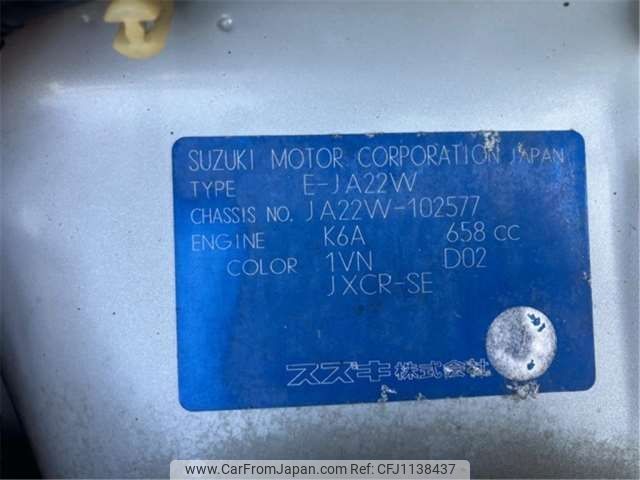 SUZUKI MOTOR CORPORATION JAPAN
TYPE E-JA22W
CHASSIS NO. JA22W-102577
ENGINE K6A 658 CC
COLOR 1VN D02
JXCR-SE
スズキ株式会社
www.CarFromJapan.com CFJ1138437